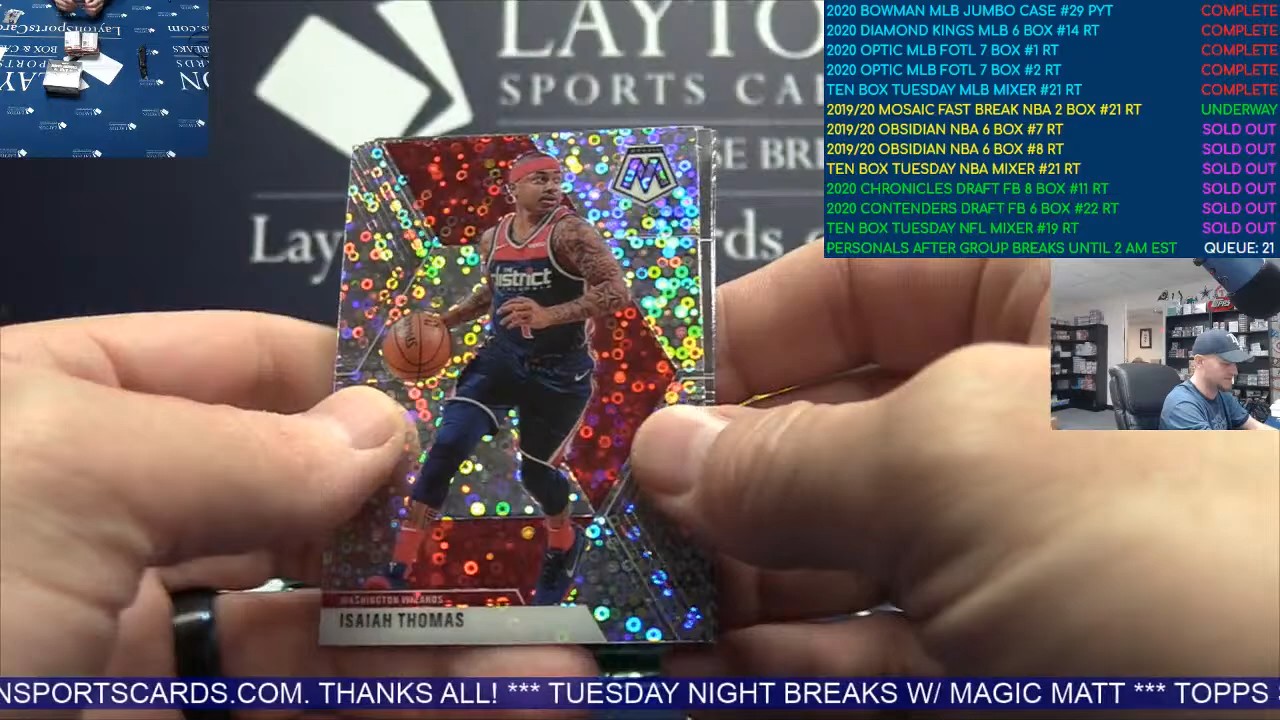 LAYTO
SPORTS CA
SE BRE
Lay
rds.
2020 BOWMAN MLB JUMBO CASE #29 PYT COMPLETE
2020 DIAMOND KINGS MLB 6 BOX #14 RT COMPLETE
2020 OPTIC MLB FOTL 7 BOX #1 RT COMPLETE
2020 OPTIC MLB FOTL 7 BOX #2 RT COMPLETE
TEN BOX TUESDAY MLB MIXER #21 RT COMPLETE
2019/20 MOSAIC FAST BREAK NBA 2 BOX #21 RT UNDERWAY
2019/20 OBSIDIAN NBA 6 BOX #7 RT SOLD OUT
2019/20 OBSIDIAN NBA 6 BOX #8 RT SOLD OUT
TEN BOX TUESDAY NBA MIXER #21 RT SOLD OUT
2020 CHRONICLES DRAFT FB 8 BOX #11 RT SOLD OUT
2020 CONTENDERS DRAFT FB 6 BOX #22 RT SOLD OUT
TEN BOX TUESDAY NFL MIXER #19 RT SOLD OUT
PERSONALS AFTER GROUP BREAKS UNTIL 2 AM EST QUEUE: 21
district
WASHINGTON WIZARDS
ISAIAH THOMAS
NSPORTSCARDS.COM. THANKS ALL! *** TUESDAY NIGHT BREAKS W/ MAGIC MATT *** TOPPS